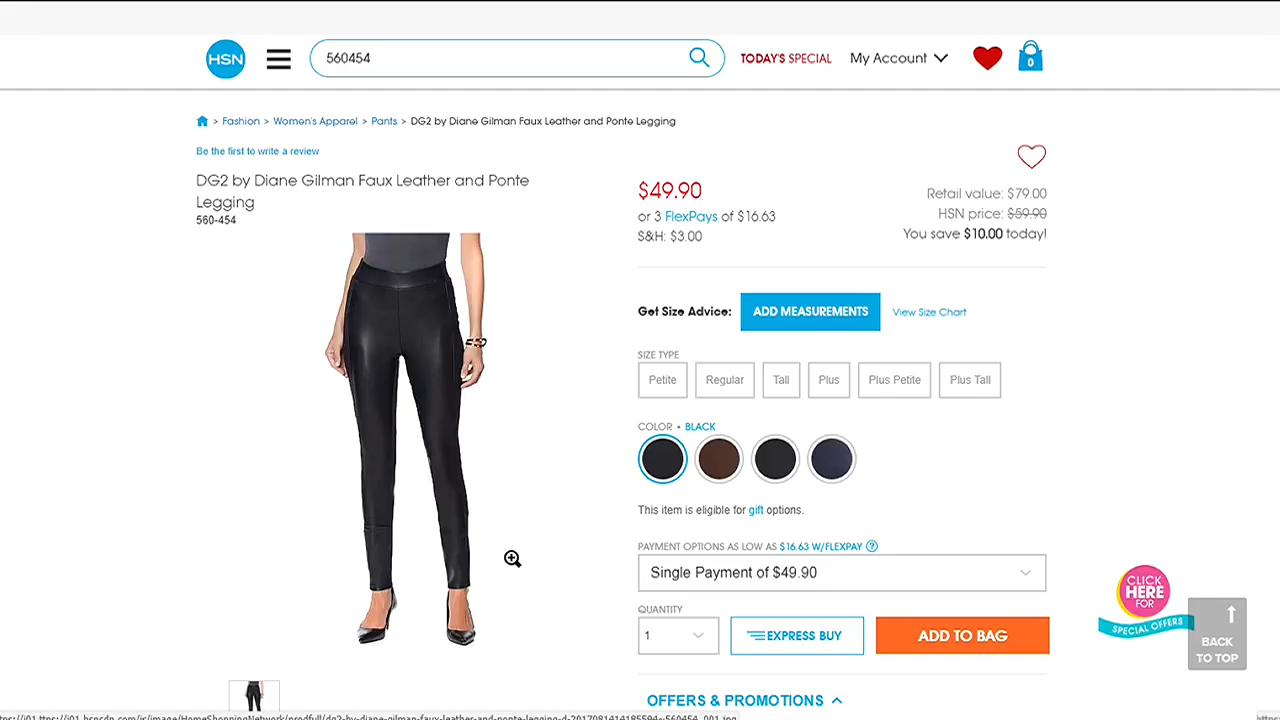 HSN
560454
TODAY'S SPECIAL
My Account
0
> Fashion > Women's Apparel > Pants > DG2 by Diane Gilman Faux Leather and Ponte Legging
Be the first to write a review
DG2 by Diane Gilman Faux Leather and Ponte
Legging
560-454
$49.90
or 3 FlexPays of $16.63
S&H: $3.00
Retail value: $79.00
HSN price: $59.90
You save $10.00 today!
Get Size Advice:
ADD MEASUREMENTS
View Size Chart
SIZE TYPE
Petite
Regular
Tall
Plus
Plus Petite
Plus Tall
COLOR • BLACK
This item is eligible for gift options.
PAYMENT OPTIONS AS LOW AS $16.63 W/FLEXPAY ?
Single Payment of $49.90
QUANTITY
1
EXPRESS BUY
ADD TO BAG
CLICK
HERE
FOR
SPECIAL OFFERS
BACK
TO TOP
OFFERS & PROMOTIONS